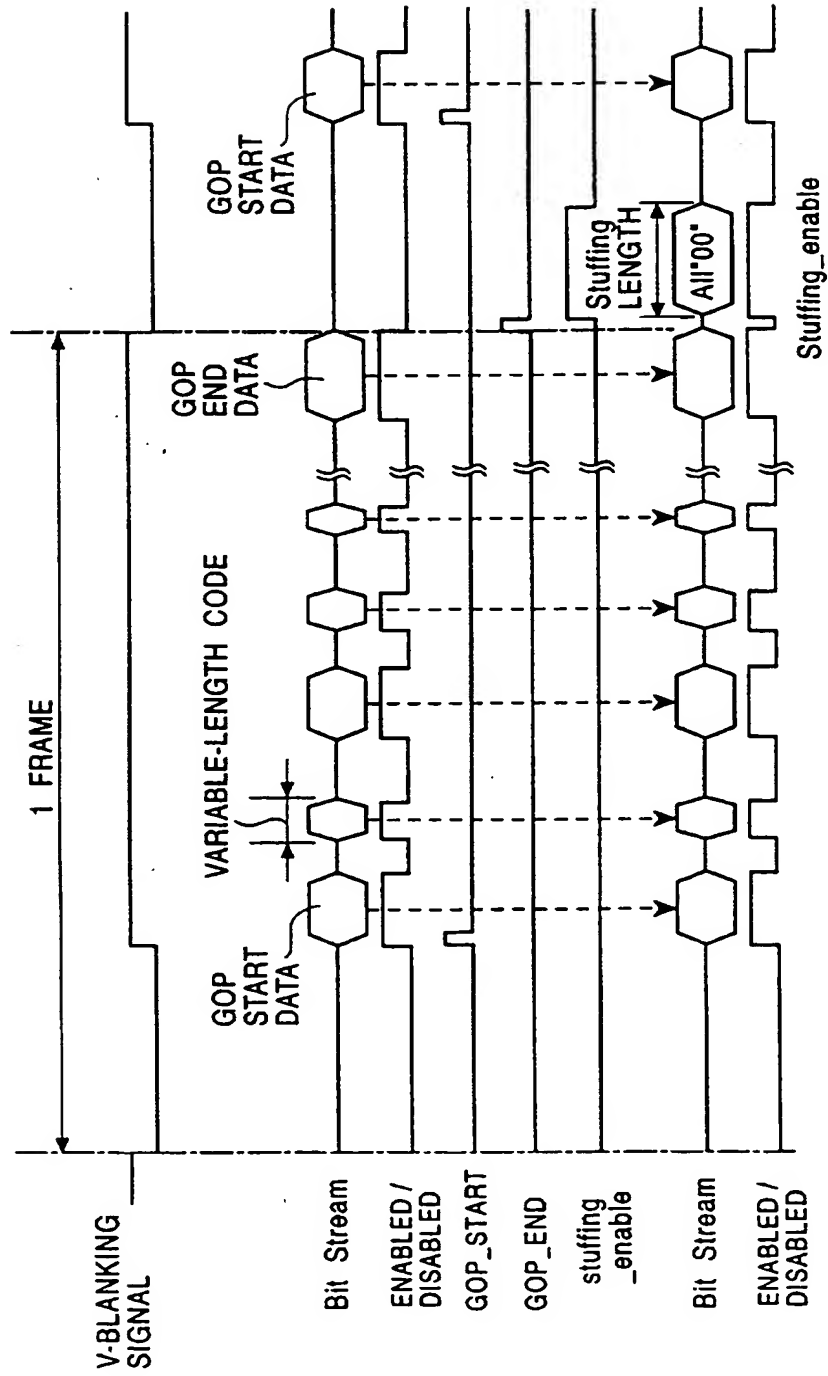 1 FRAME
V-BLANKING
SIGNAL
GOP
START
DATA
VARIABLE-LENGTH CODE
GOP
END
DATA
GOP
START
DATA
Bit Stream
ENABLED/
DISABLED
GOP_START
GOP_END
stuffing
_enable
Stuffing
LENGTH
All"00"
Bit Stream
ENABLED/
DISABLED
Stuffing_enable